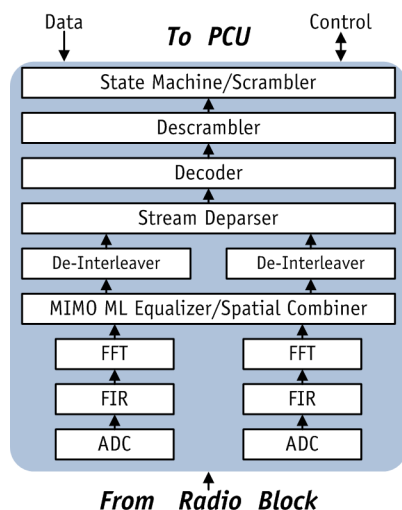 Data
To PCU
Control
State Machine/Scrambler
Descrambler
Decoder
Stream Deparser
De-Interleaver
De-Interleaver
MIMO ML Equalizer/Spatial Combiner
FFT
FFT
FIR
FIR
ADC
ADC
From Radio Block